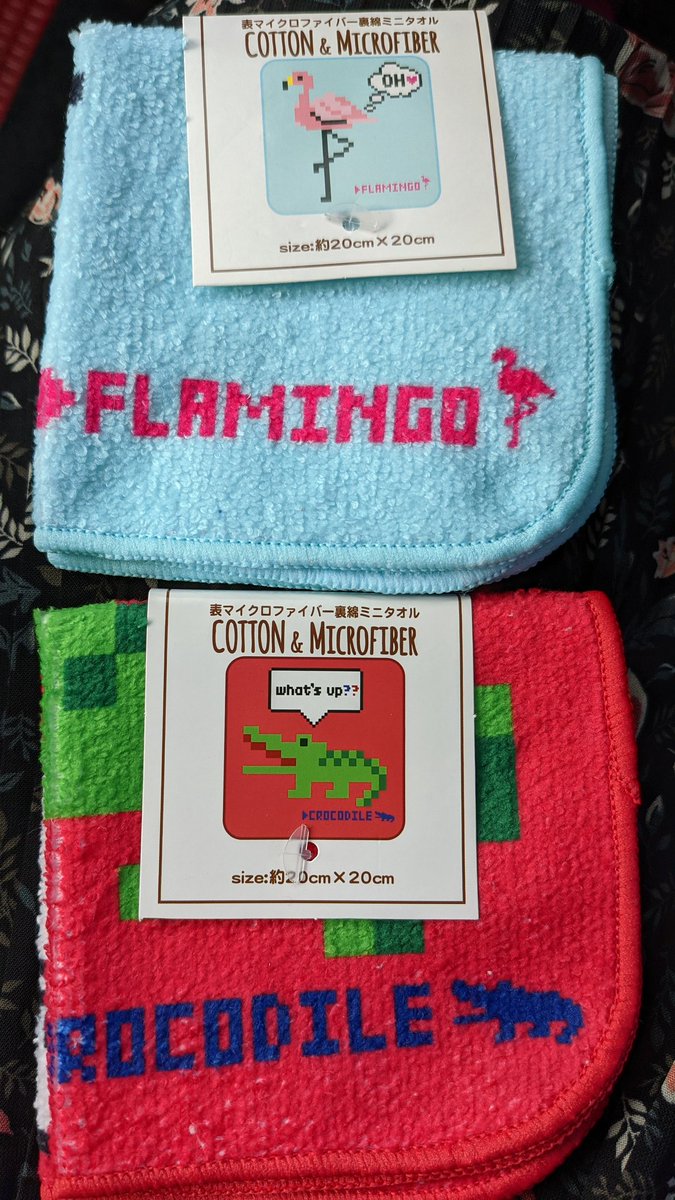 表マイクロファイバー裏綿ミニタオル
COTTON & MICROFIBER
OH
FLAMINGO
size:約20cm×20cm
FLAMINGO
表マイクロファイバー裏綿ミニタオル
COTTON & MICROFIBER
what's up??
CROCODILE
size:約20cm×20cm
CROCODILE